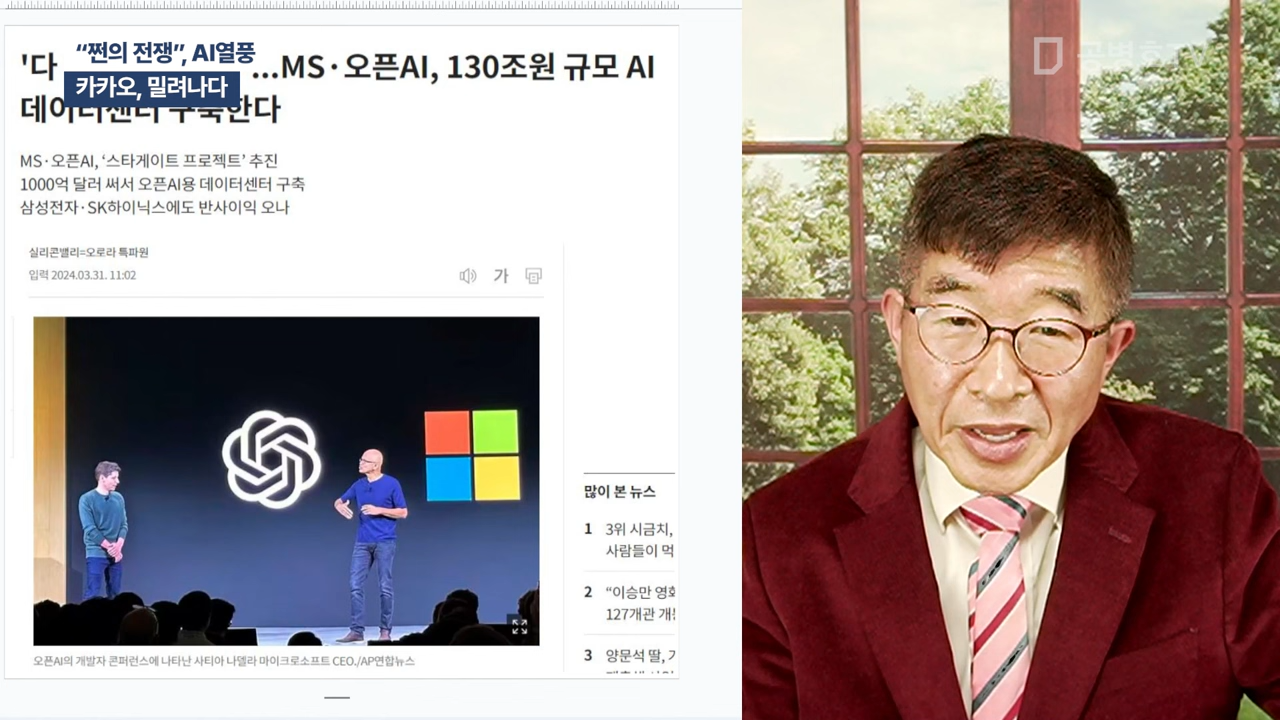 “쩐의 전쟁”, AI열풍
카카오, 밀려나다
'다 ...MS·오픈AI, 130조원 규모 AI
데이터센터 구축한다
MS·오픈AI, ‘스타게이트 프로젝트’ 추진
1000억 달러 써서 오픈AI용 데이터센터 구축
삼성전자·SK하이닉스에도 반사이익 오나
실리콘밸리=오로라 특파원
입력 2024.03.31. 11:02
가
오픈AI의 개발자 콘퍼런스에 나타난 사티아 나델라 마이크로소프트 CEO./AP연합뉴스
많이 본 뉴스
1 3위 시금치,
사람들이 먹
2 “이승만 영화
127개관 개봉
3 양문석 딸,
공병호